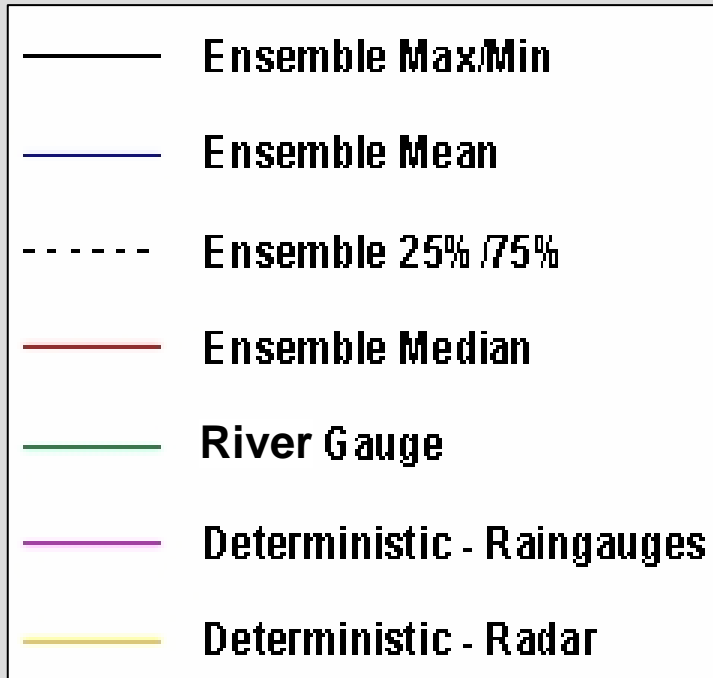 Ensemble Max/Min
Ensemble Mean
Ensemble 25% /75%
Ensemble Median
River Gauge
Deterministic - Raingauges
Deterministic - Radar